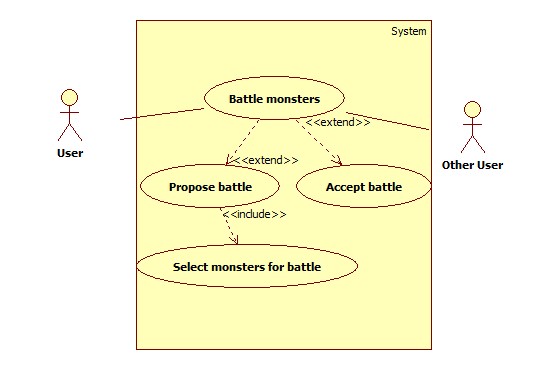 System
Battle monsters
<<extend>>
User
Other User
<<extend>>
Propose battle
Accept battle
<<include>>
Select monsters for battle